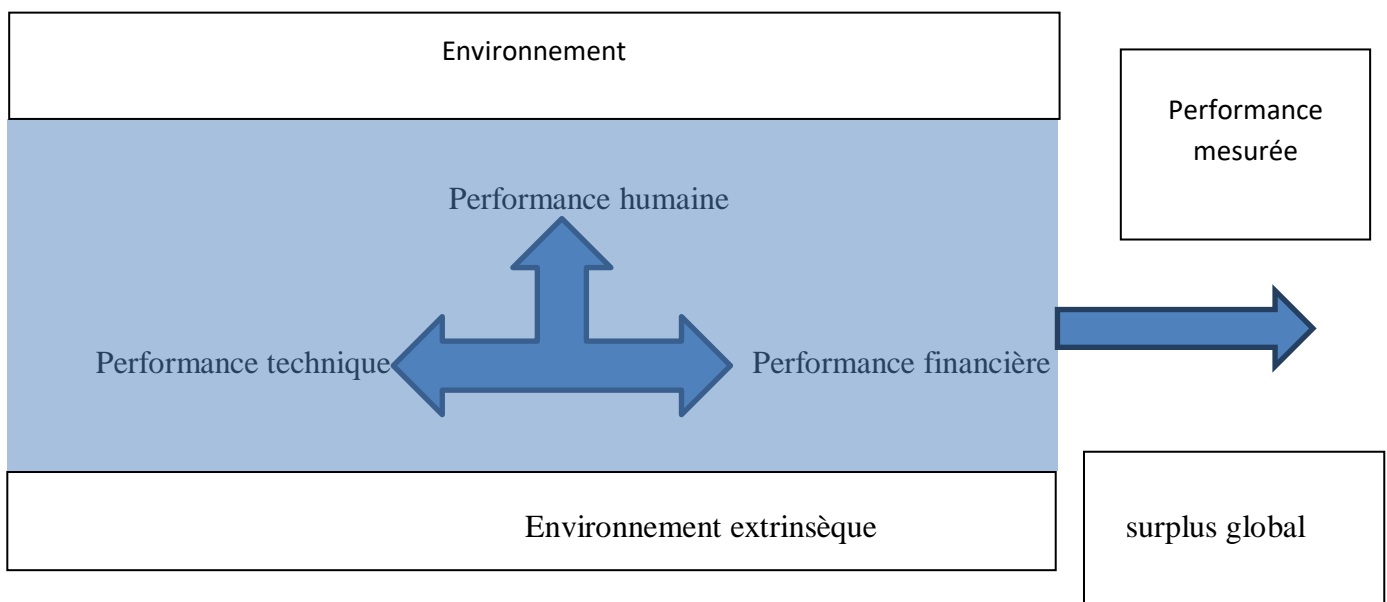 Environnement
Performance
mesurée
Performance humaine
Performance technique
Performance financière
Environnement extrinsèque
surplus global